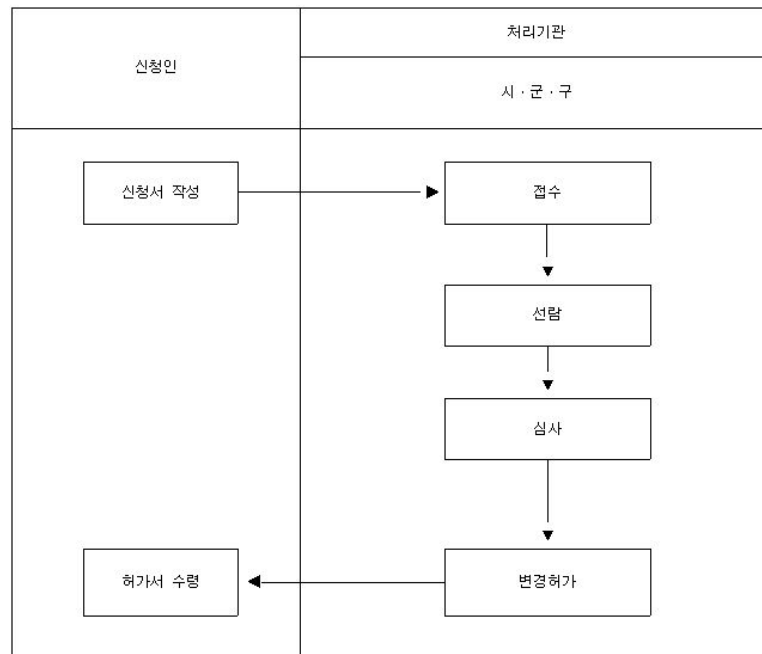 처리기관
신청인
시 · 군 · 구
신청서 작성
접수
선람
심사
허가서 수령
변경허가